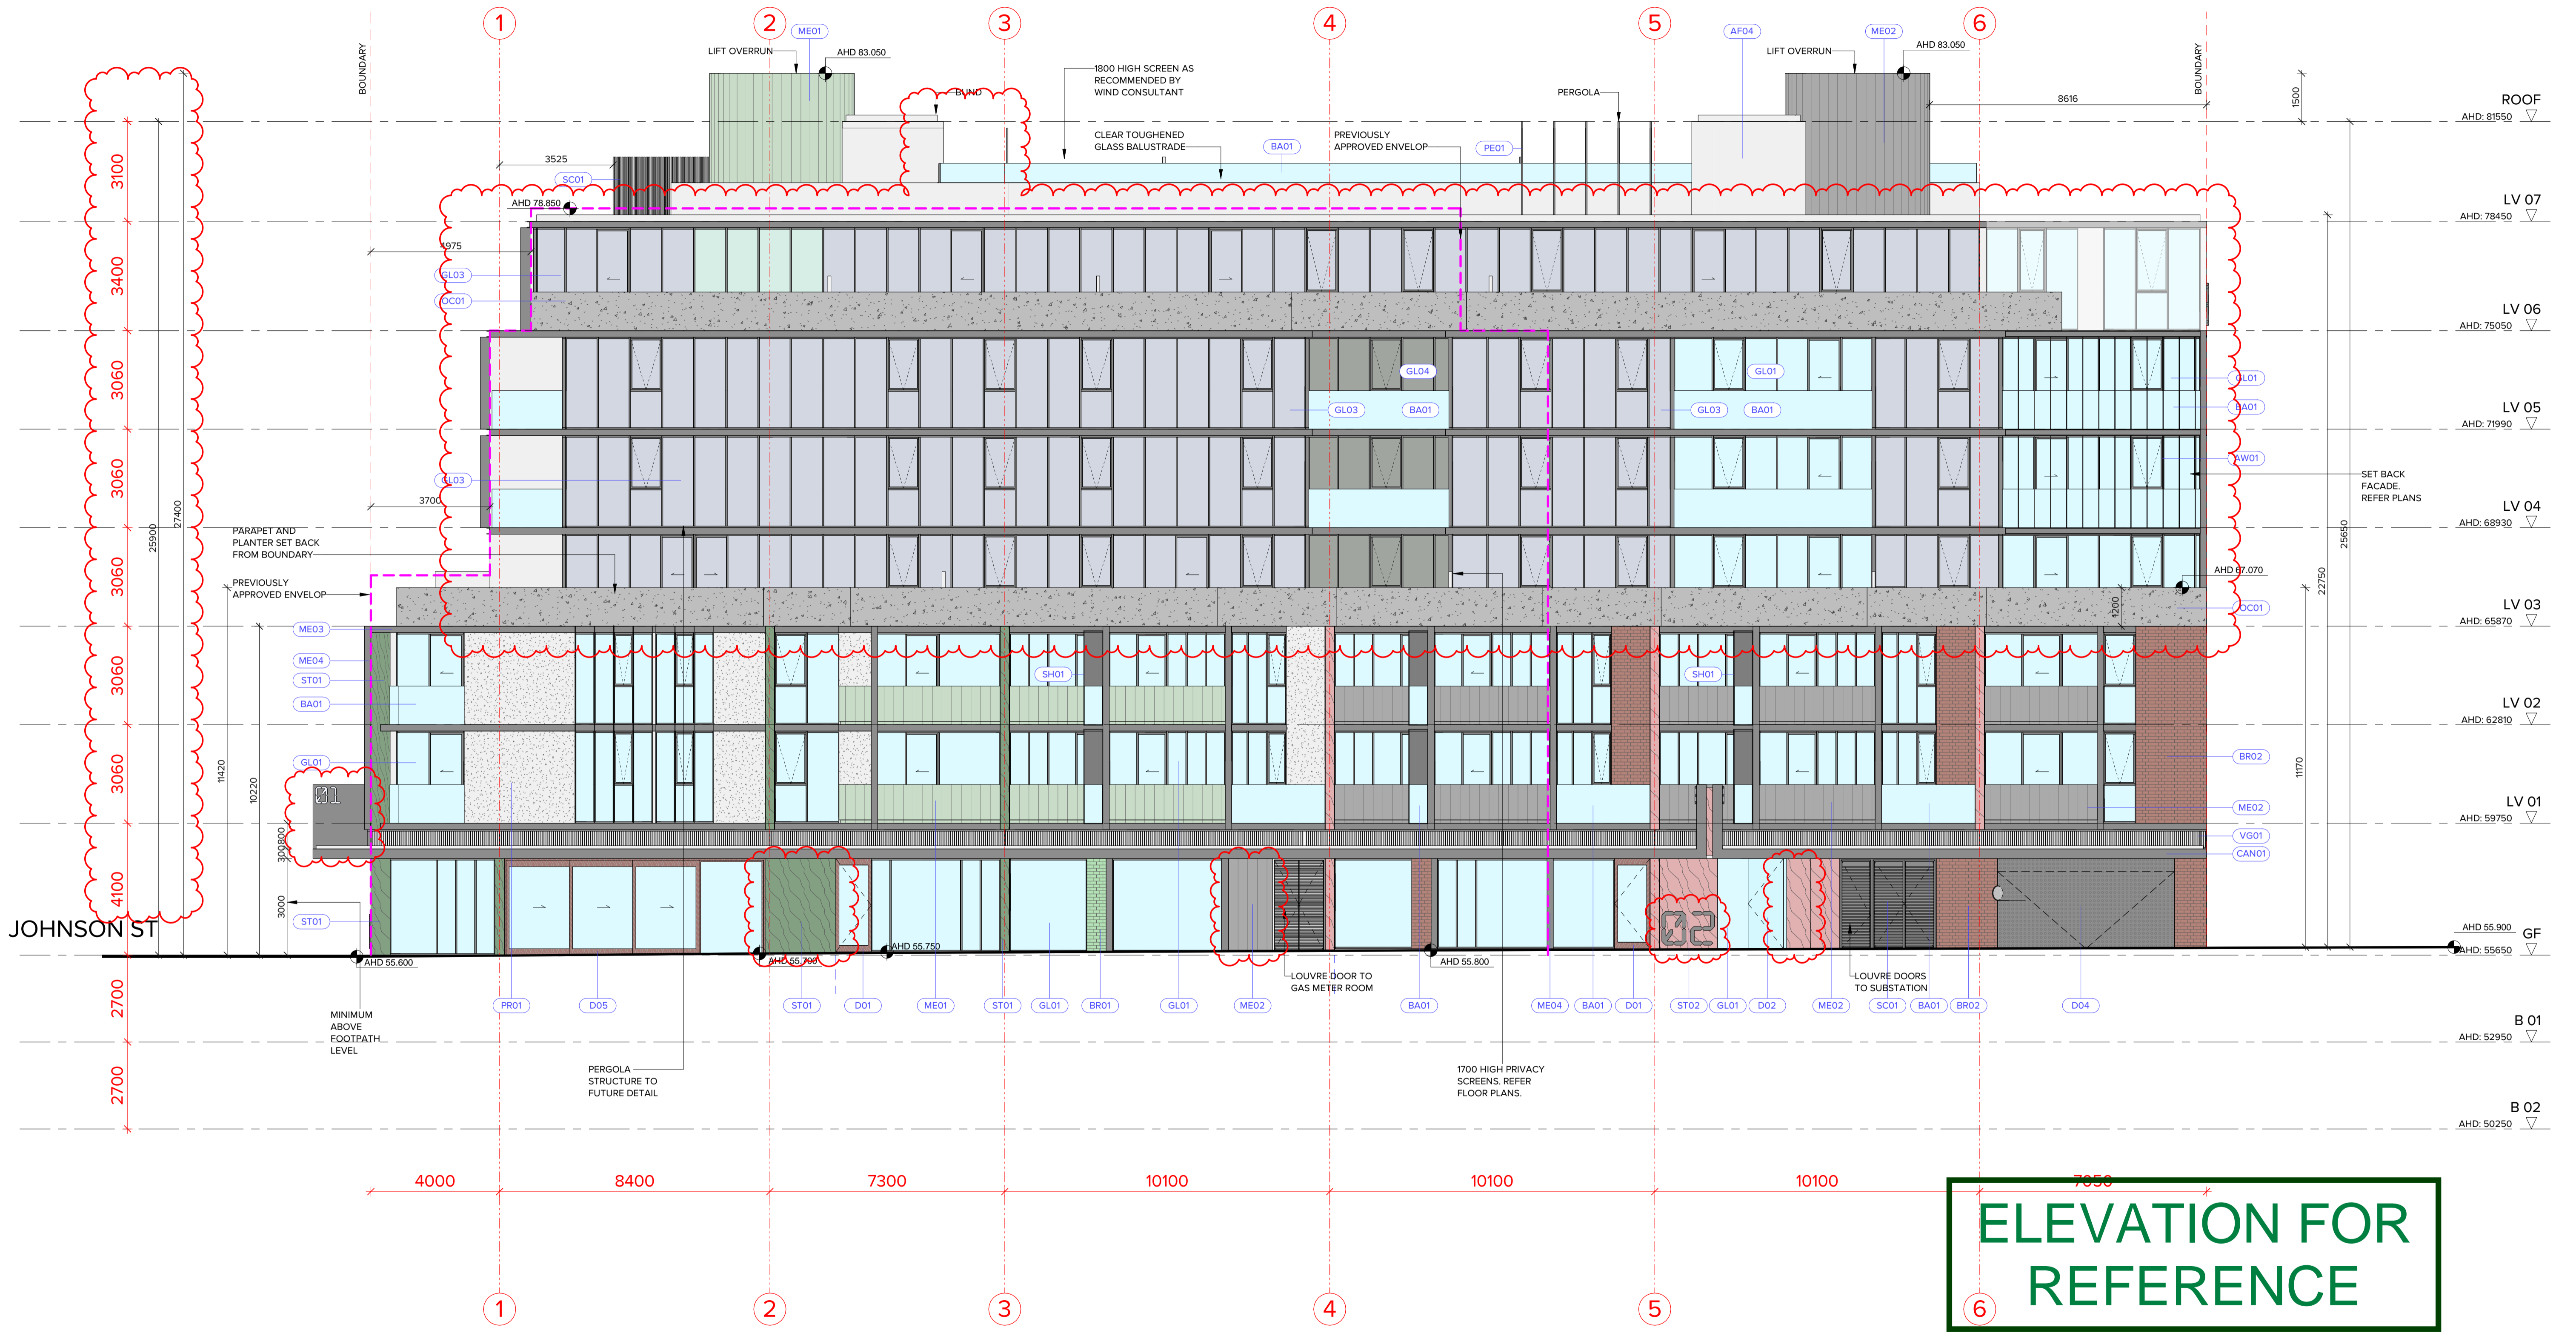 1
2
3
4
5
6
BOUNDARY
LIFT OVERRUN
ME01
AHD 83.050
BLIND
1800 HIGH SCREEN AS
RECOMMENDED BY
WIND CONSULTANT
PERGOLA
AF04
LIFT OVERRUN
ME02
AHD 83.050
BOUNDARY
8616
1500
ROOF
AHD: 81550
3100
3525
SC01
CLEAR TOUGHENED
GLASS BALUSTRADE
BA01
PREVIOUSLY
APPROVED ENVELOP
PE01
AHD 78.850
LV 07
AHD: 78450
3400
4975
GL03
OC01
LV 06
AHD: 75050
3060
GL04
GL01
GL01
GL03
BA01
GL03
BA01
BA01
LV 05
AHD: 71990
3060
25900
27400
GL03
3700
AW01
SET BACK
FACADE.
REFER PLANS
LV 04
AHD: 68930
25650
22750
3060
PARAPET AND
PLANTER SET BACK
FROM BOUNDARY
PREVIOUSLY
APPROVED ENVELOP
AHD 67.070
1200
OC01
LV 03
AHD: 65870
3060
ME03
ME04
ST01
BA01
SH01
SH01
LV 02
AHD: 62810
3060
11420
10220
GL01
11170
BR02
01
ME02
LV 01
AHD: 59750
300
800
VG01
CAN01
4100
3000
ST01
02
JOHNSON ST
AHD 55.600
AHD 55.700
AHD 55.750
AHD 55.800
AHD 55.900
GF
AHD: 55650
2700
LOUVRE DOOR TO
GAS METER ROOM
LOUVRE DOORS
TO SUBSTATION
PR01
D05
ST01
D01
ME01
ST01
GL01
BR01
GL01
ME02
BA01
ME04
BA01
D01
ST02
GL01
D02
ME02
SC01
BA01
BR02
D04
MINIMUM
ABOVE
FOOTPATH
LEVEL
B 01
AHD: 52950
2700
PERGOLA
STRUCTURE TO
FUTURE DETAIL
1700 HIGH PRIVACY
SCREENS. REFER
FLOOR PLANS.
B 02
AHD: 50250
4000
8400
7300
10100
10100
10100
7050
ELEVATION FOR
REFERENCE
1
2
3
4
5
6